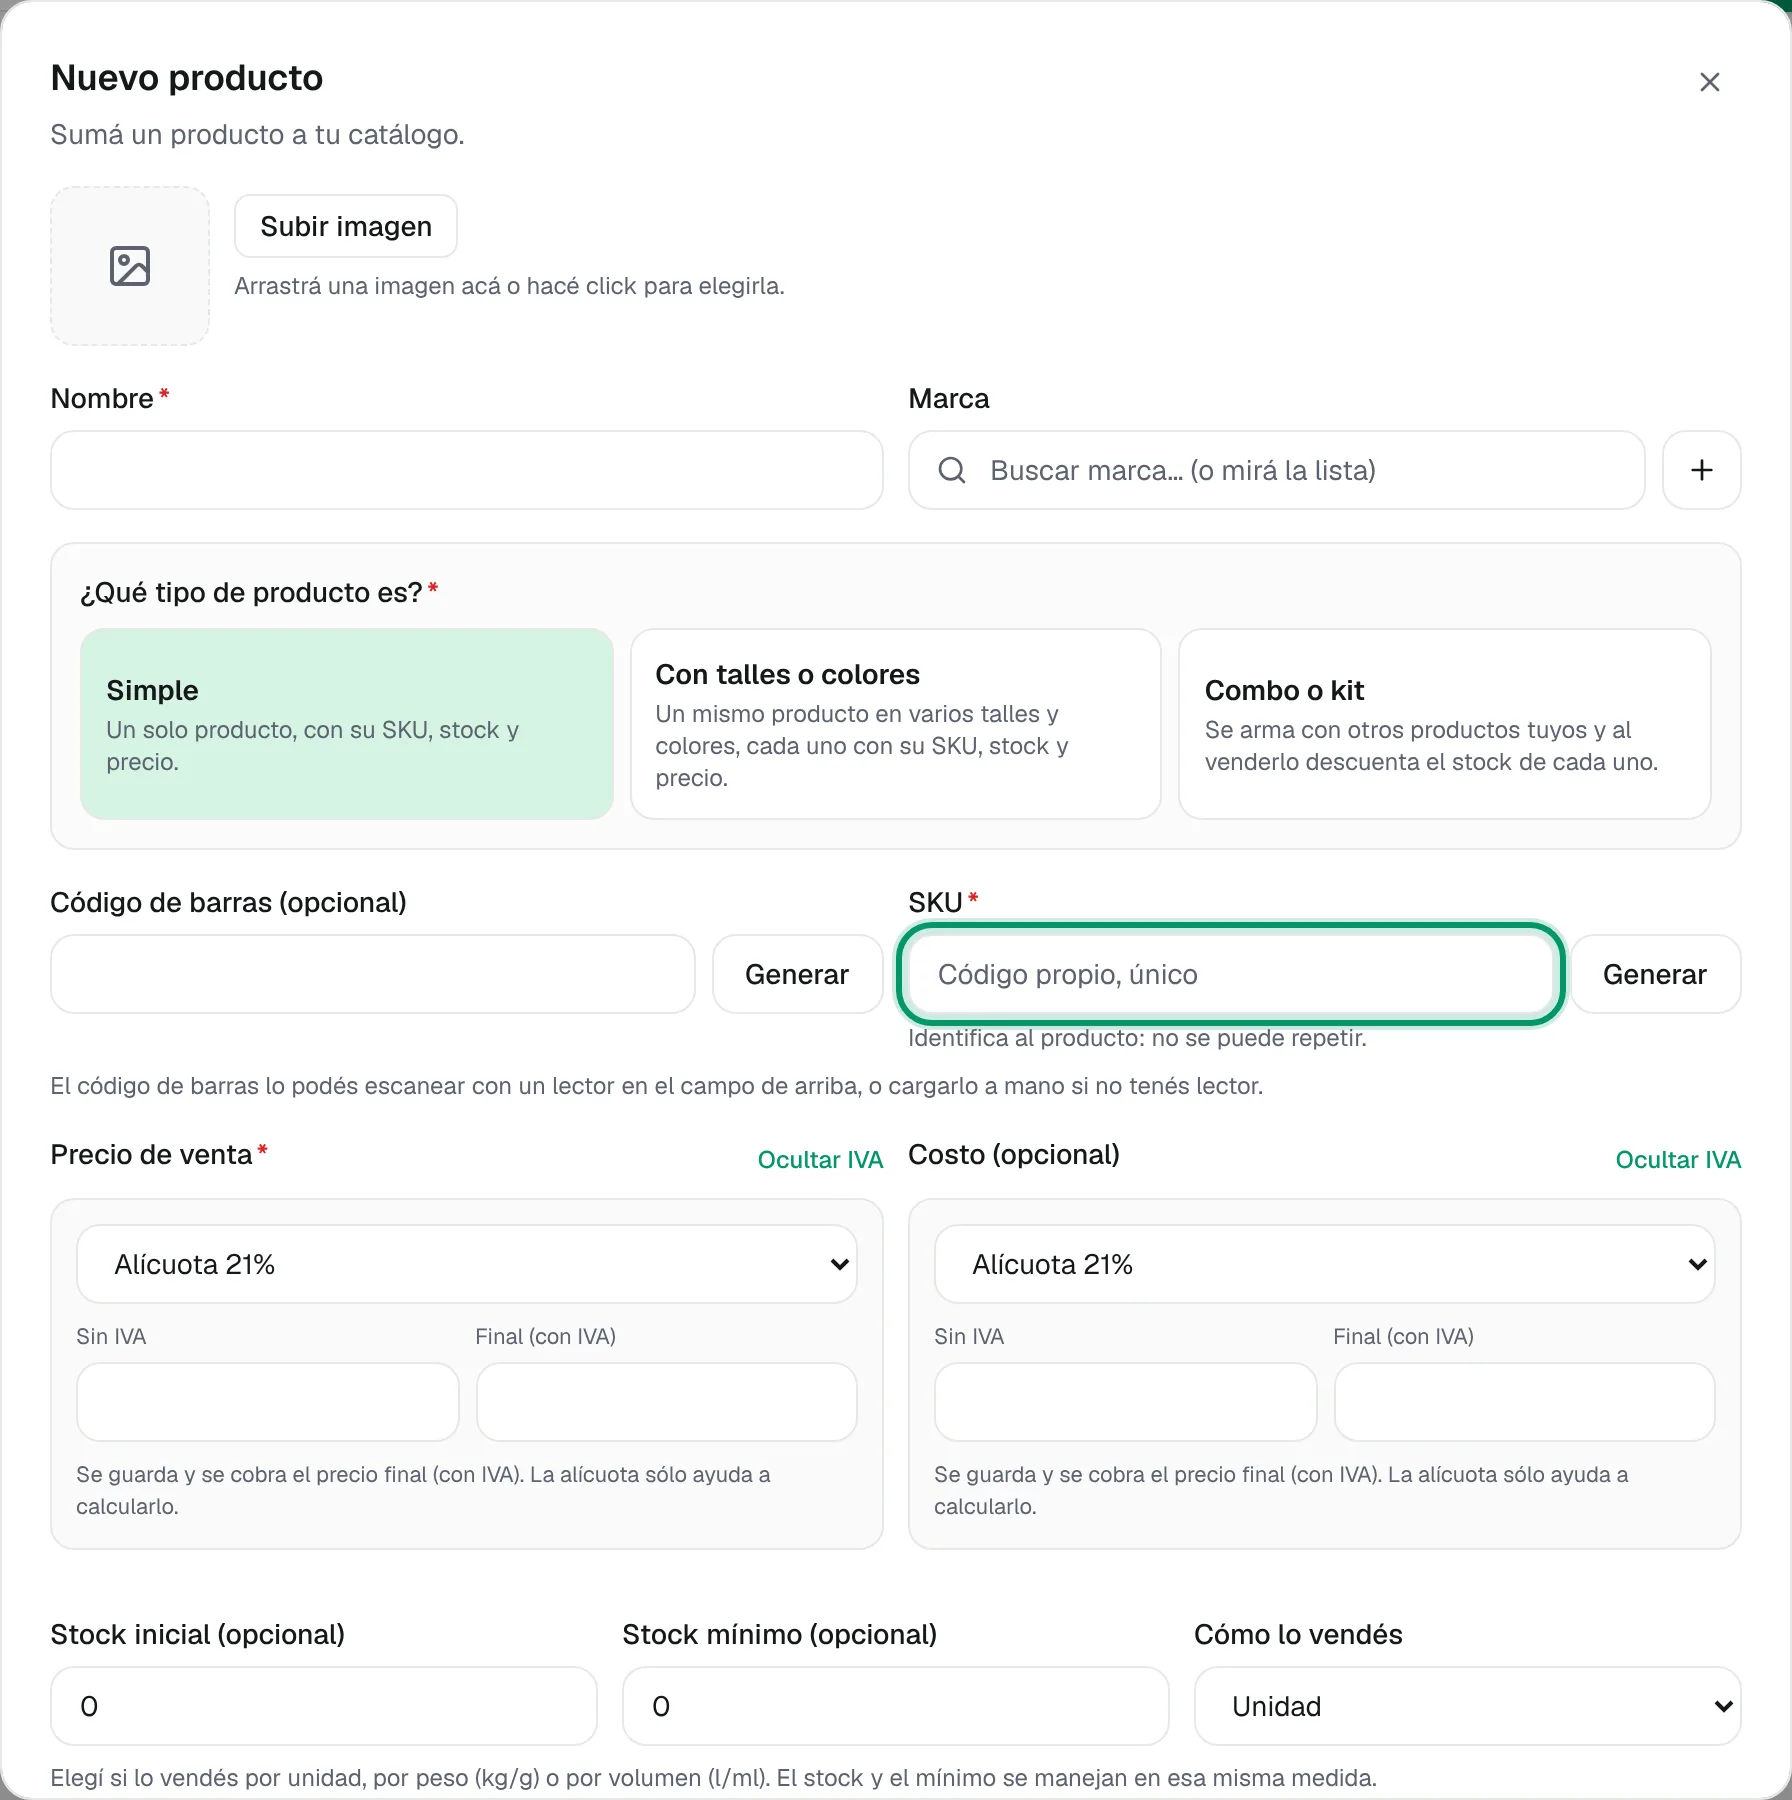 Nuevo producto
Sumá un producto a tu catálogo.
Subir imagen
Arrastrá una imagen acá o hacé click para elegirla.
Nombre*
Marca
Buscar marca... (o mirá la lista)
+
¿Qué tipo de producto es?*
Simple
Un solo producto, con su SKU, stock y
precio.
Con talles o colores
Un mismo producto en varios talles y
colores, cada uno con su SKU, stock y
precio.
Combo o kit
Se arma con otros productos tuyos y al
venderlo descuenta el stock de cada uno.
Código de barras (opcional)
Generar
SKU*
Código propio, único
Generar
Identifica al producto: no se puede repetir.
El código de barras lo podés escanear con un lector en el campo de arriba, o cargarlo a mano si no tenés lector.
Precio de venta*
Ocultar IVA
Alícuota 21%
Sin IVA
Final (con IVA)
Se guarda y se cobra el precio final (con IVA). La alícuota sólo ayuda a
calcularlo.
Costo (opcional)
Ocultar IVA
Alícuota 21%
Sin IVA
Final (con IVA)
Se guarda y se cobra el precio final (con IVA). La alícuota sólo ayuda a
calcularlo.
Stock inicial (opcional)
0
Stock mínimo (opcional)
0
Cómo lo vendés
Unidad
Elegí si lo vendés por unidad, por peso (kg/g) o por volumen (l/ml). El stock y el mínimo se manejan en esa misma medida.